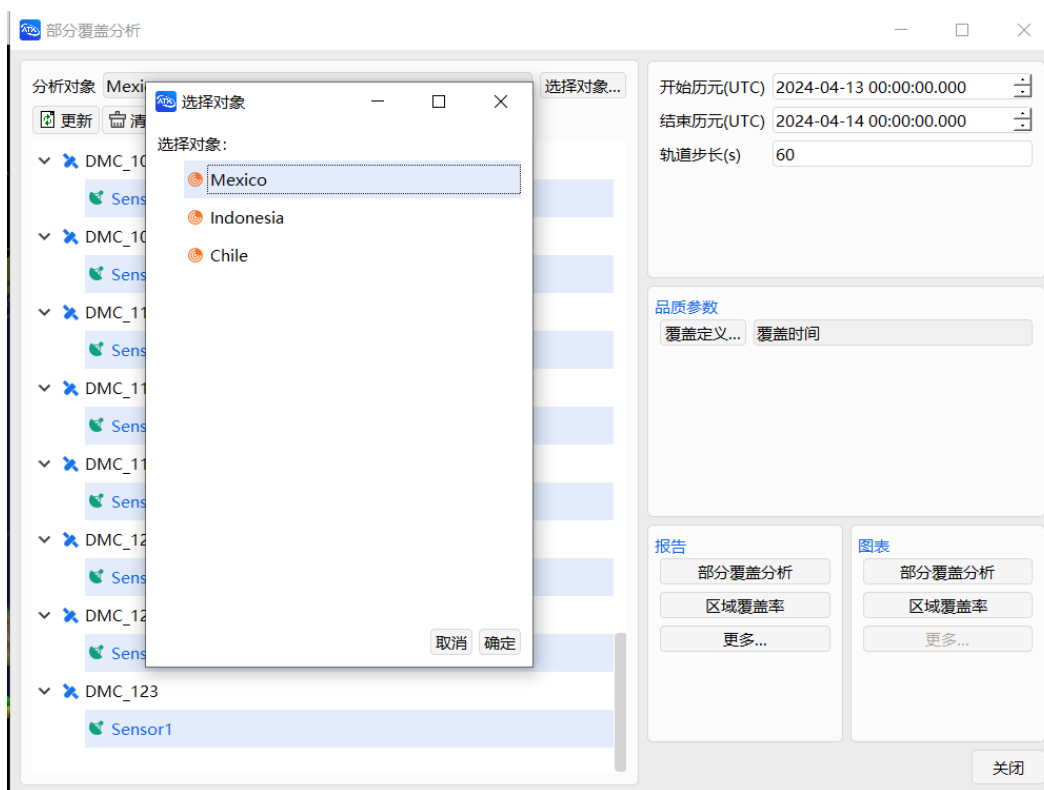 部分覆盖分析
分析对象 Mexi
选择对象...
更新 清
DMC_10
Sens
DMC_10
Sens
DMC_11
Sens
DMC_11
Sens
DMC_11
Sens
DMC_12
Sens
DMC_12
Sens
DMC_123
Sensor1
ATK 选择对象
选择对象:
Mexico
Indonesia
Chile
取消 确定
开始历元(UTC) 2024-04-13 00:00:00.000
结束历元(UTC) 2024-04-14 00:00:00.000
轨道步长(s) 60
品质参数
覆盖定义... 覆盖时间
报告
部分覆盖分析
区域覆盖率
更多...
图表
部分覆盖分析
区域覆盖率
更多...
关闭